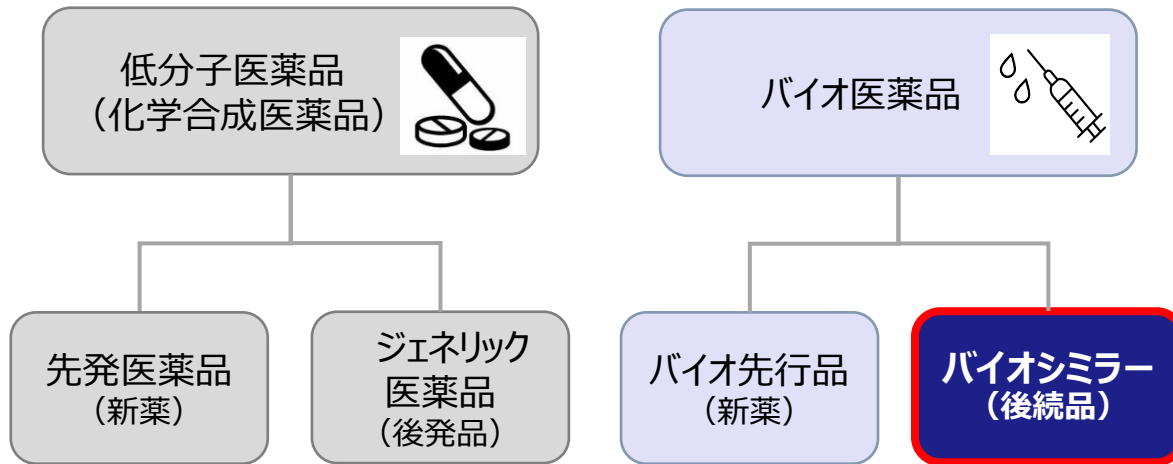 低分子医薬品
（化学合成医薬品）
バイオ医薬品
先発医薬品
（新薬）
ジェネリック
医薬品
（後発品）
バイオ先行品
（新薬）
バイオシミラー
（後続品）